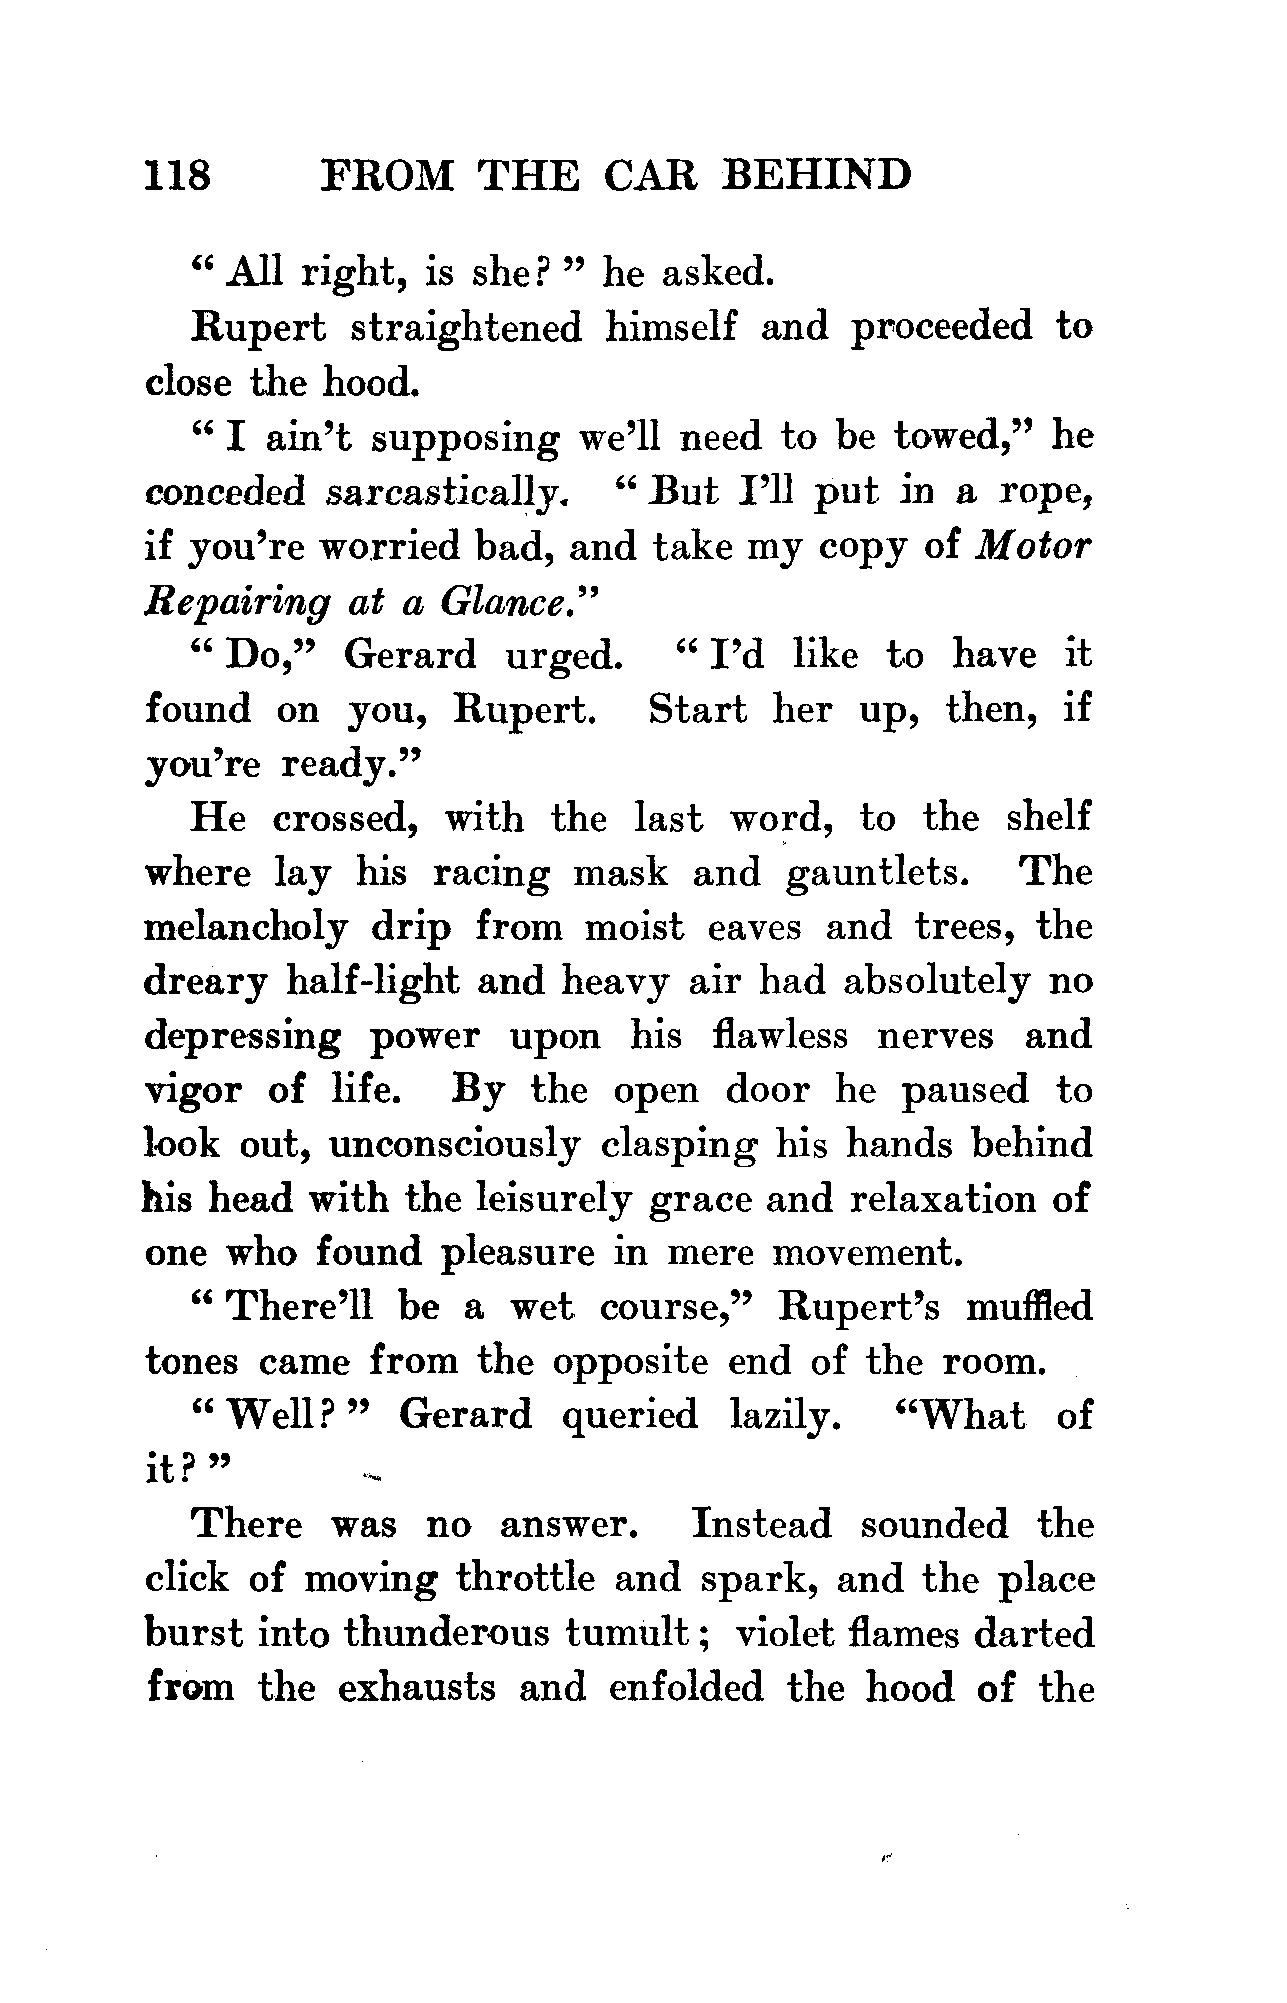 118 FROM THE CAR BEHIND
“ All right, is she? ” he asked.
Rupert straightened himself and proceeded to
close the hood.
“ I ain’t supposing we’ll need to be towed,” he
conceded sarcastically. “ But I’ll put in a rope,
if you’re worried bad, and take my copy of Motor
Repairing at a Glance.”
“ Do,” Gerard urged. “ I’d like to have it
found on you, Rupert. Start her up, then, if
you’re ready.”
He crossed, with the last word, to the shelf
where lay his racing mask and gauntlets. The
melancholy drip from moist eaves and trees, the
dreary half-light and heavy air had absolutely no
depressing power upon his flawless nerves and
vigor of life. By the open door he paused to
look out, unconsciously clasping his hands behind
his head with the leisurely grace and relaxation of
one who found pleasure in mere movement.
“ There’ll be a wet course,” Rupert’s muffled
tones came from the opposite end of the room.
“ Well? ” Gerard queried lazily. “What of
it? ”
There was no answer. Instead sounded the
click of moving throttle and spark, and the place
burst into thunderous tumult ; violet flames darted
from the exhausts and enfolded the hood of the